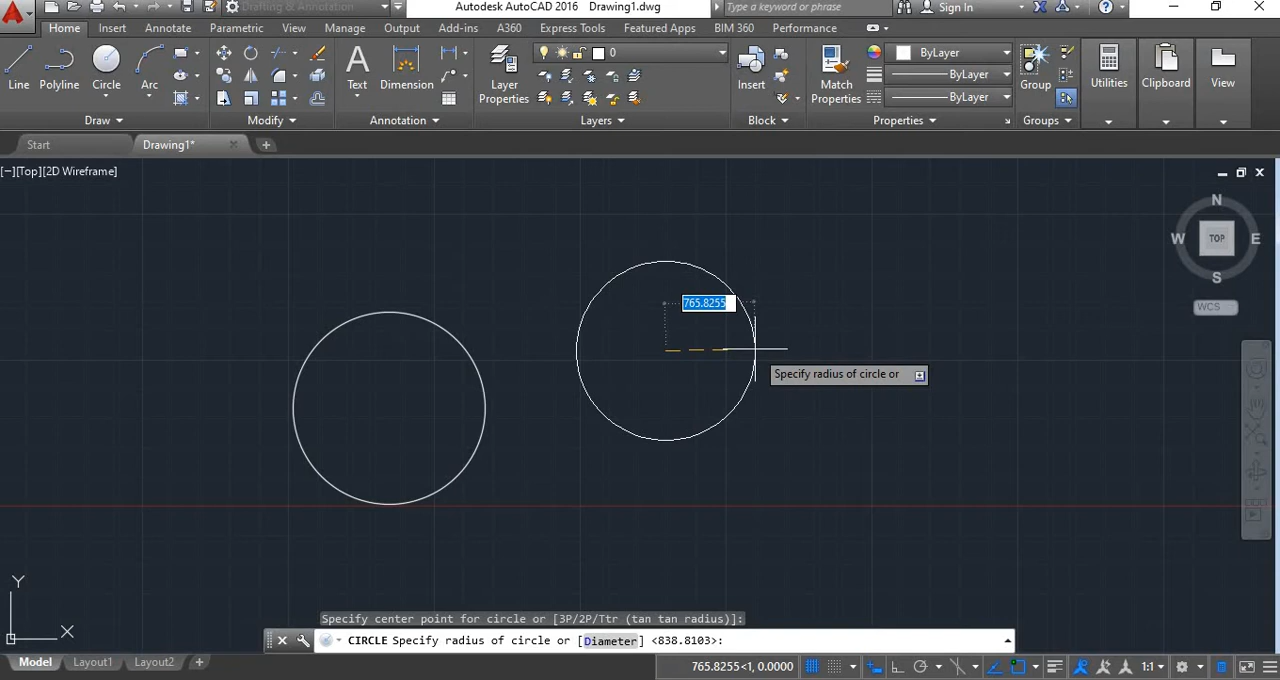 Drafting & Annotation
Autodesk AutoCAD 2016 Drawing1.dwg
Type a keyword or phrase
Sign In
Home Insert Annotate Parametric View Manage Output Add-ins A360 Express Tools Featured Apps BIM 360 Performance
0
ByLayer
ByLayer
ByLayer
Line Polyline Circle Arc
A
Text Dimension
Layer Properties
Insert
Match Properties
Group
Utilities Clipboard View
Draw Modify Annotation Layers Block Properties Groups
Start Drawing1*
[−][Top][2D Wireframe]
N
W TOP E
S
WCS
765.8255
Specify radius of circle or
Y
X
Specify center point for circle or [3P/2P/Ttr (tan tan radius)]:
CIRCLE Specify radius of circle or [Diameter] <838.8103>:
Model Layout1 Layout2
765.8255<1, 0.0000
1:1